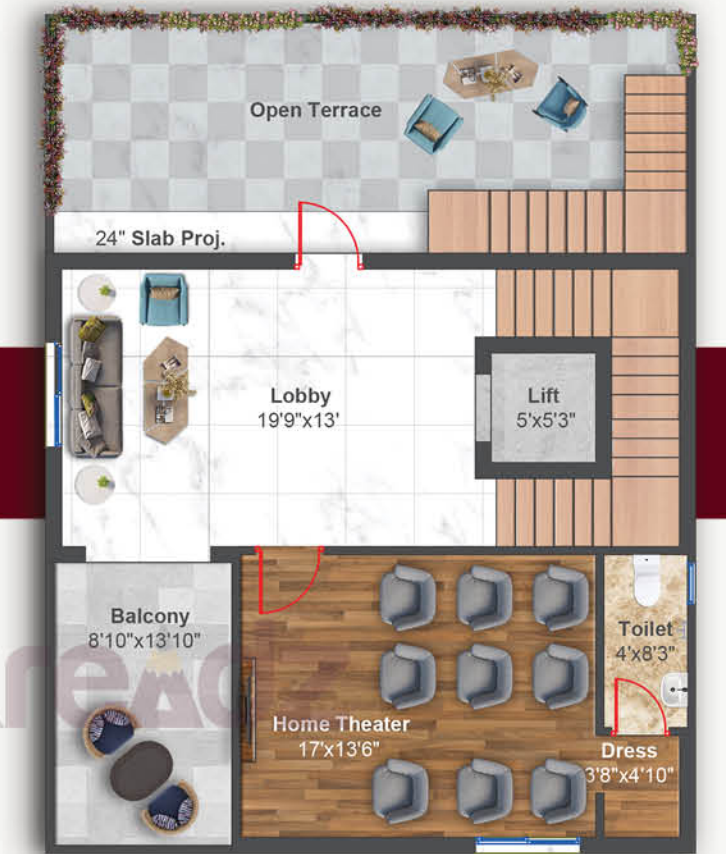 Open Terrace
24" Slab Proj.
Lobby
19'9"x13'
Lift
5'x5'3"
Balcony
8'10"x13'10"
Toilet
4'x8'3"
Home Theater
17'x13'6"
Dress
3'8"x4'10"